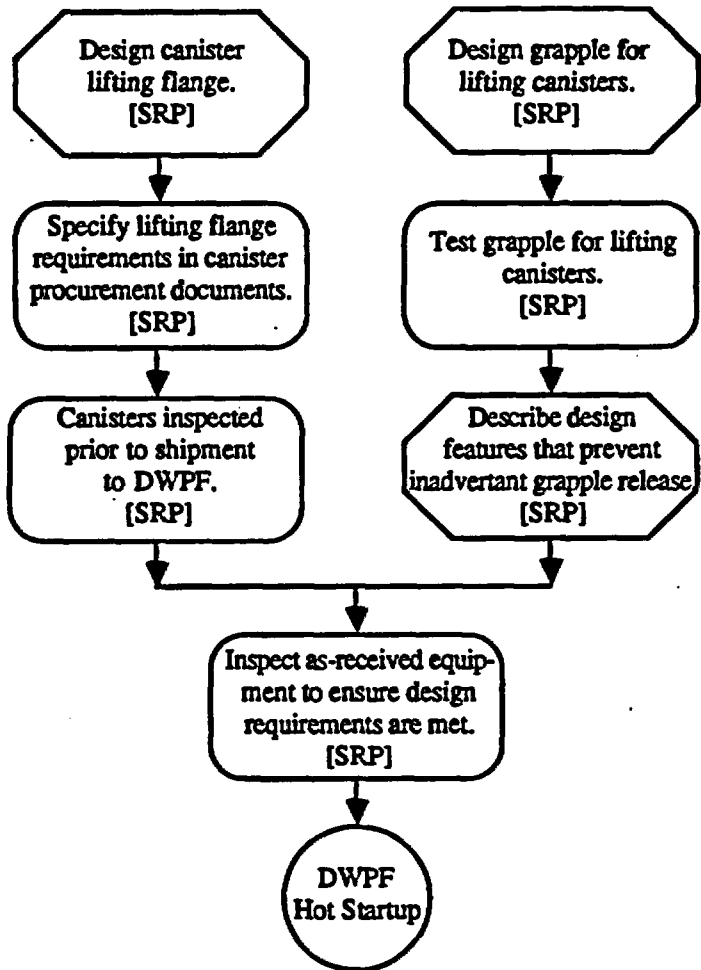 Design canister
lifting flange.
[SRP]
Design grapple for
lifting canisters.
[SRP]
Specify lifting flange
requirements in canister
procurement documents.
[SRP]
Test grapple for lifting
canisters.
[SRP]
Canisters inspected
prior to shipment
to DWPF.
[SRP]
Describe design
features that prevent
inadvertant grapple release
[SRP]
Inspect as-received equip-
ment to ensure design
requirements are met.
[SRP]
DWPF
Hot Startup